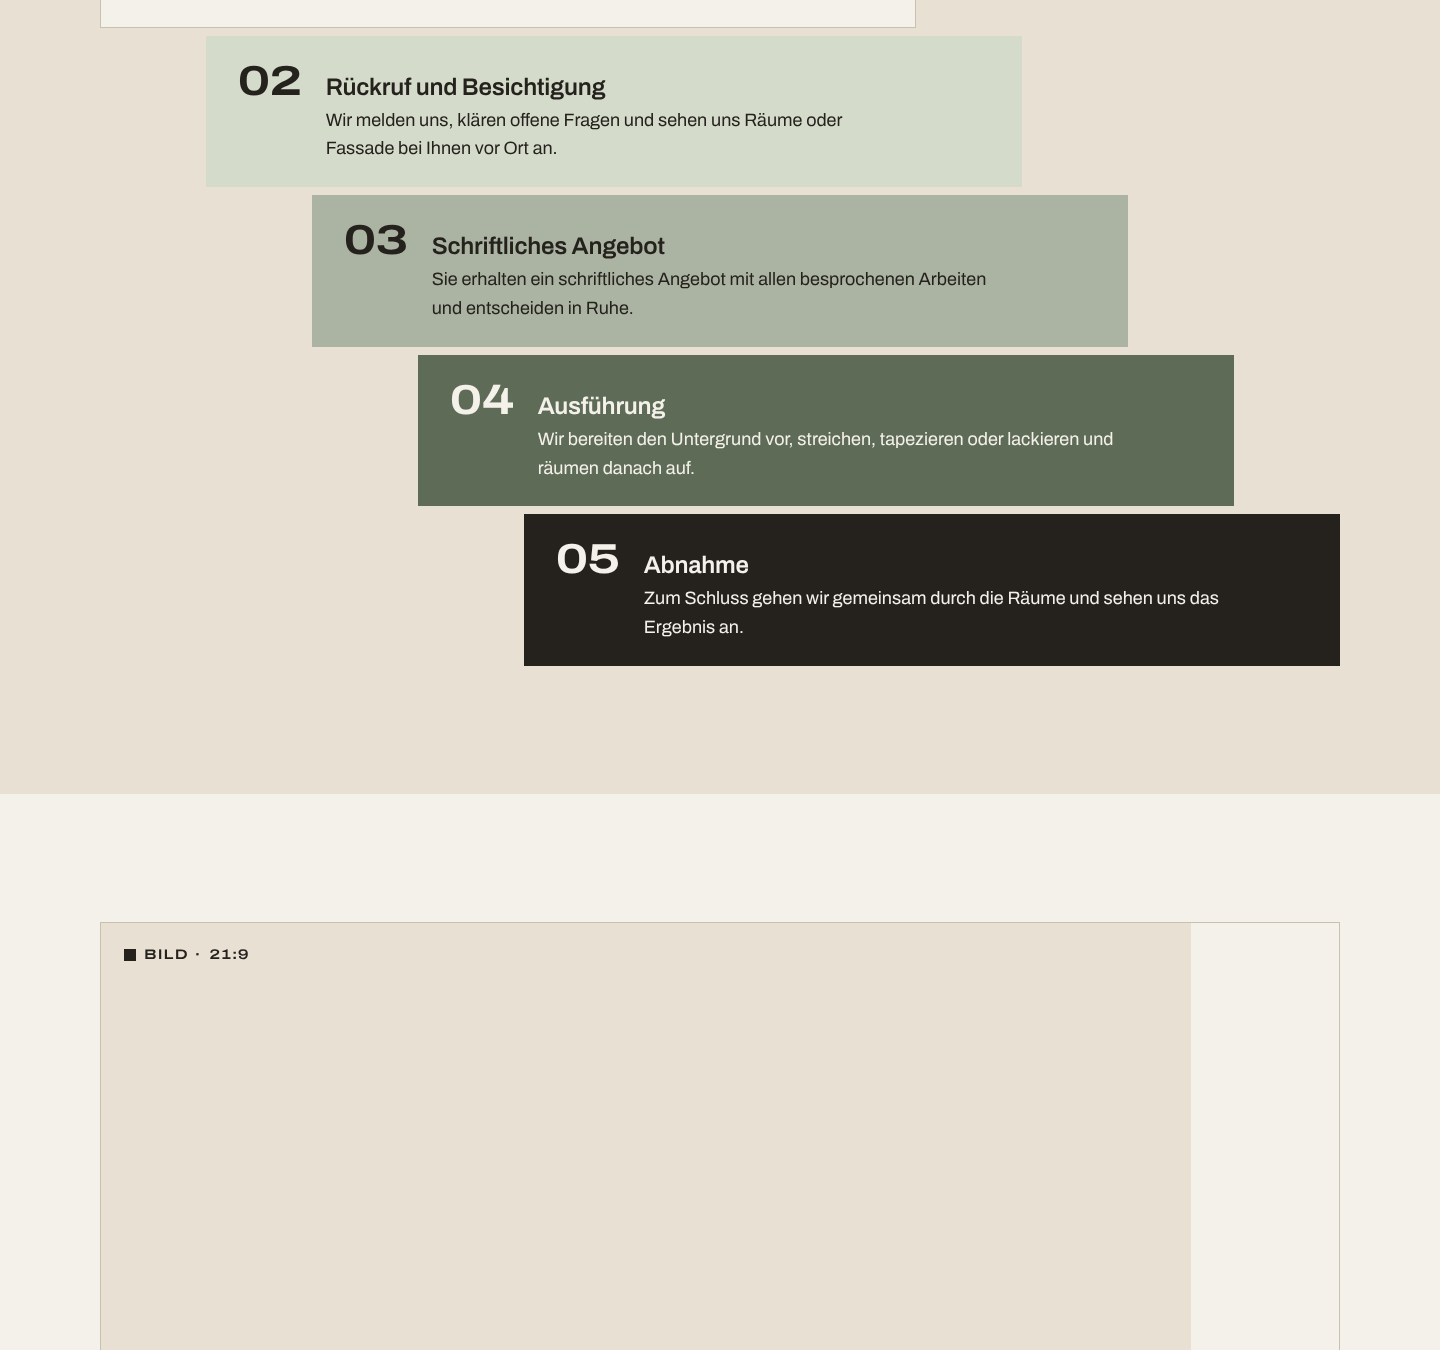 02
Rückruf und Besichtigung
Wir melden uns, klären offene Fragen und sehen uns Räume oder
Fassade bei Ihnen vor Ort an.
03
Schriftliches Angebot
Sie erhalten ein schriftliches Angebot mit allen besprochenen Arbeiten
und entscheiden in Ruhe.
04
Ausführung
Wir bereiten den Untergrund vor, streichen, tapezieren oder lackieren und
räumen danach auf.
05
Abnahme
Zum Schluss gehen wir gemeinsam durch die Räume und sehen uns das
Ergebnis an.
BILD · 21:9